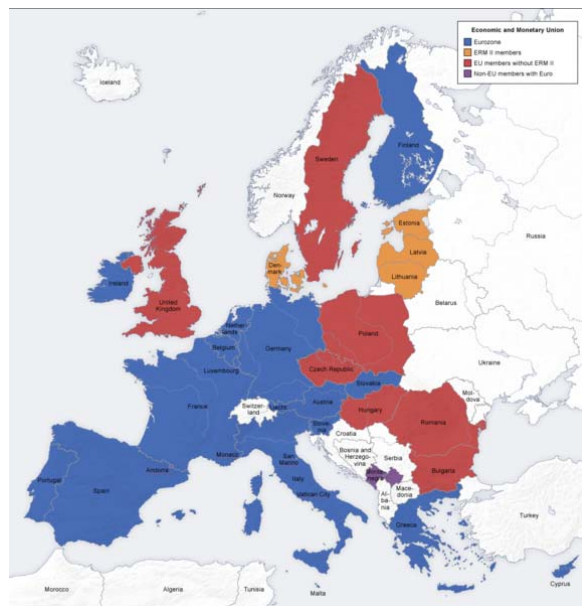 Economic and Monetary Union
Eurozone
ERM II members
EU members without ERM II
Non-EU members with Euro
Iceland
Finland
Sweden
Norway
Estonia
Russia
Latvia
Den-
mark
Lithuania
Ireland
United
Kingdom
Belarus
Nether-
lands
Poland
Belgium
Germany
Ukraine
Luxembourg
Czech Republic
Slovakia
Mol-
dova
France
Switzer-
land
Austria
Hungary
Romania
Slove-
Croatia
San
Marino
Bosnia and
Herzego-
vina
Serbia
Monaco
Andorra
Italy
Bulgaria
Portugal
Spain
Vatican City
Monte-
negro
Mace-
donia
Al-
ba-
nia
Greece
Turkey
Morocco
Algeria
Tunisia
Malta
Cyprus